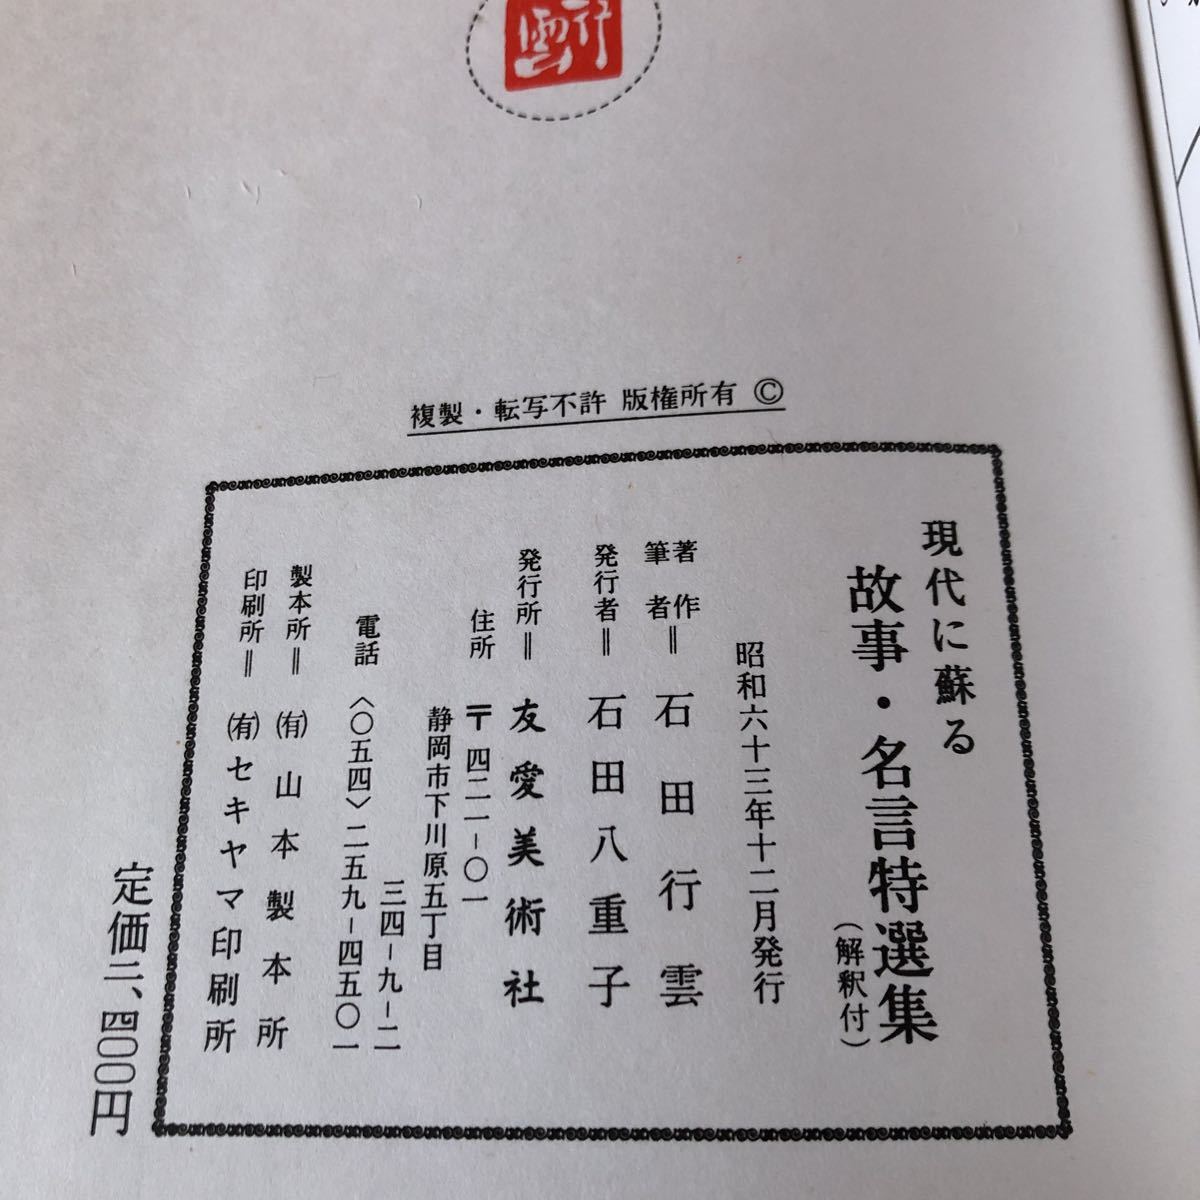 行雲
複製・転写不許 版権所有 ©
現代に蘇る
故事・名言特選集
(解釈付)
昭和六十三年十二月発行
著作
筆者＝石田行雲
発行者＝石田八重子
発行所＝友愛美術社
住所 〒四二一-〇一
静岡市下川原五丁目
三四-九-二
電話 〈〇五四〉二五九-四五〇一
製本所＝㈲山本製本所
印刷所＝㈲セキヤマ印刷所
定価二、四〇〇円